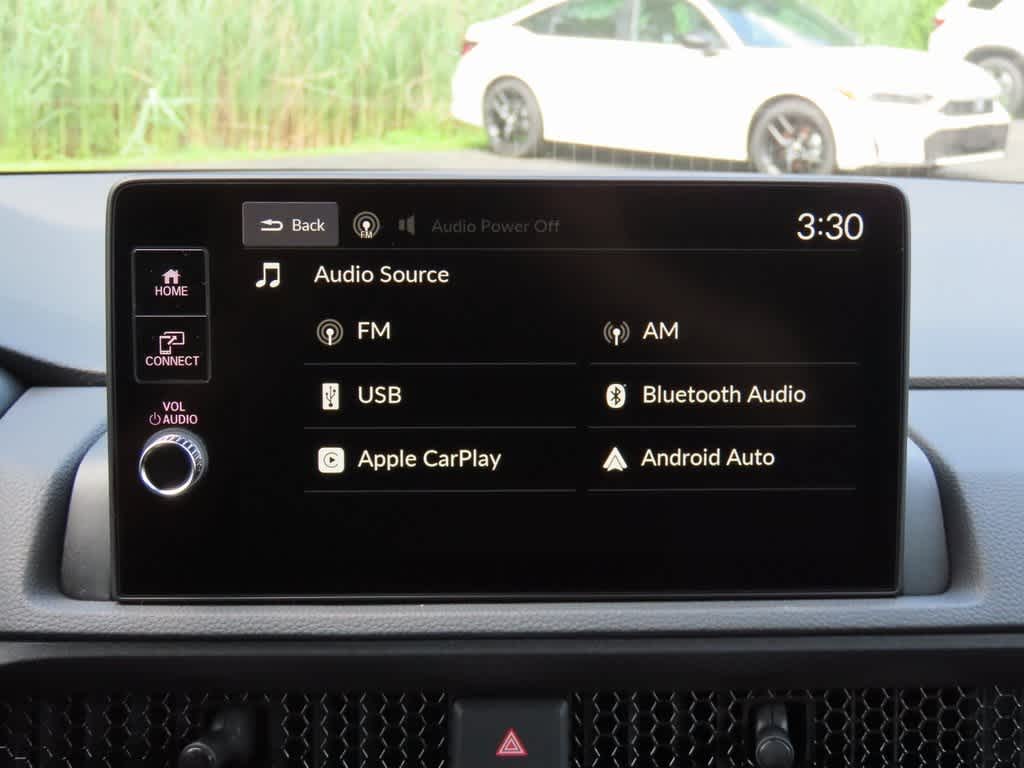 Back
FM
Audio Power Off
3:30
HOME
CONNECT
VOL
AUDIO
Audio Source
FM
AM
USB
Bluetooth Audio
Apple CarPlay
Android Auto